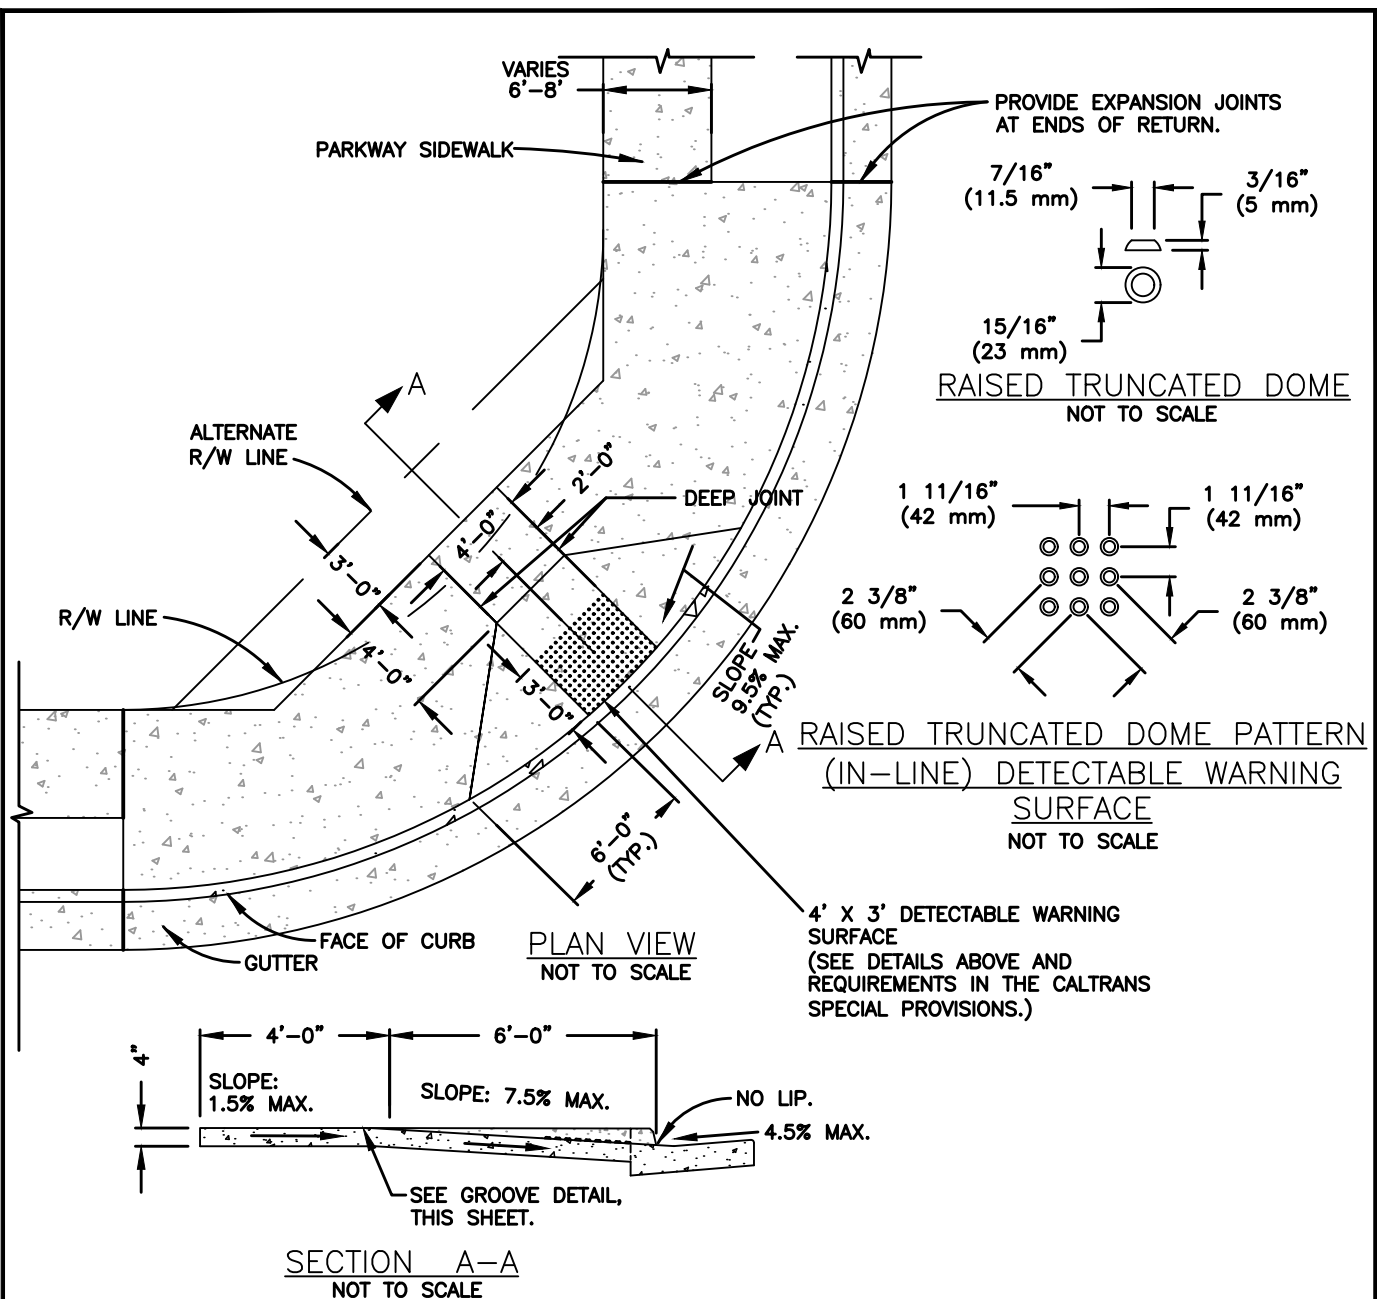 VARIES
6'-8'
PROVIDE EXPANSION JOINTS
AT ENDS OF RETURN.
PARKWAY SIDEWALK
7/16"
(11.5 mm)
3/16"
(5 mm)
15/16"
(23 mm)
RAISED TRUNCATED DOME
NOT TO SCALE
A
ALTERNATE
R/W LINE
2'-0"
DEEP JOINT
4'-0"
3'-0"
R/W LINE
4'-0"
3'-0"
SLOPE
9.5% MAX.
(TYP.)
A
6'-0"
(TYP.)
1 11/16"
(42 mm)
1 11/16"
(42 mm)
2 3/8"
(60 mm)
2 3/8"
(60 mm)
RAISED TRUNCATED DOME PATTERN
(IN-LINE) DETECTABLE WARNING
SURFACE
NOT TO SCALE
4' X 3' DETECTABLE WARNING
SURFACE
(SEE DETAILS ABOVE AND
REQUIREMENTS IN THE CALTRANS
SPECIAL PROVISIONS.)
FACE OF CURB
GUTTER
PLAN VIEW
NOT TO SCALE
4'-0"
6'-0"
4"
SLOPE:
1.5% MAX.
SLOPE: 7.5% MAX.
NO LIP.
4.5% MAX.
SEE GROOVE DETAIL,
THIS SHEET.
SECTION A-A
NOT TO SCALE